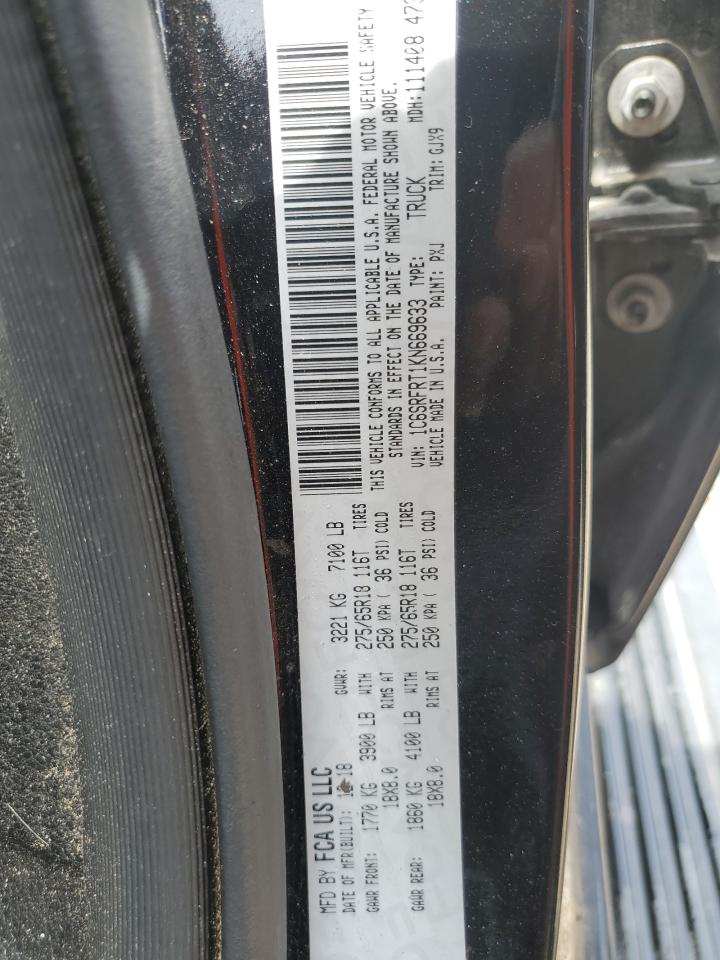 MFD BY FCA US LLC
DATE OF MFR(BUILT): GVWR: 3221 KG 7100 LB
GAWR FRONT: 1770 KG 3900 LB WITH 275/65R18 116T TIRES
18X8.0 RIMS AT 250 KPA ( 36 PSI) COLD
GAWR REAR: 1860 KG 4100 LB WITH 275/65R18 116T TIRES
18X8.0 RIMS AT 250 KPA ( 36 PSI) COLD
THIS VEHICLE CONFORMS TO ALL APPLICABLE U.S.A. FEDERAL MOTOR VEHICLE SAFETY
STANDARDS IN EFFECT ON THE DATE OF MANUFACTURE SHOWN ABOVE.
VIN: 1C6SRFRT1KN669633 TYPE: TRUCK MDH:111408 473
VEHICLE MADE IN U.S.A. PAINT: PXJ TRIM: GJX9